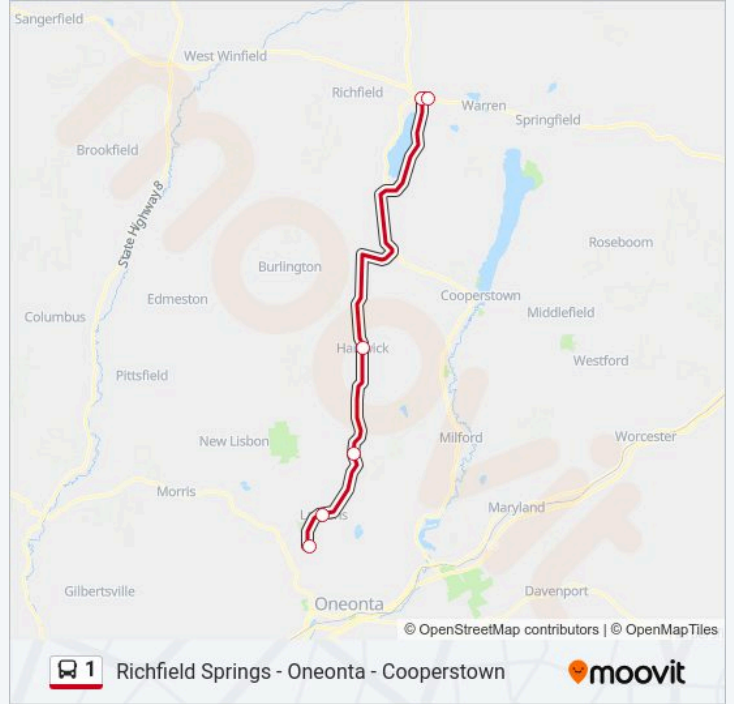 Sangerfield
West Winfield
Richfield
Warren
Springfield
Brookfield
State Highway 8
Roseboom
Burlington
Cooperstown
Edmeston
Middlefield
Columbus
Westford
Pittsfield
New Lisbon
Milford
Worcester
Morris
Maryland
Gilbertsville
Davenport
Oneonta
moovit
© OpenStreetMap contributors | © OpenMapTiles
1 Richfield Springs - Oneonta - Cooperstown
moovit